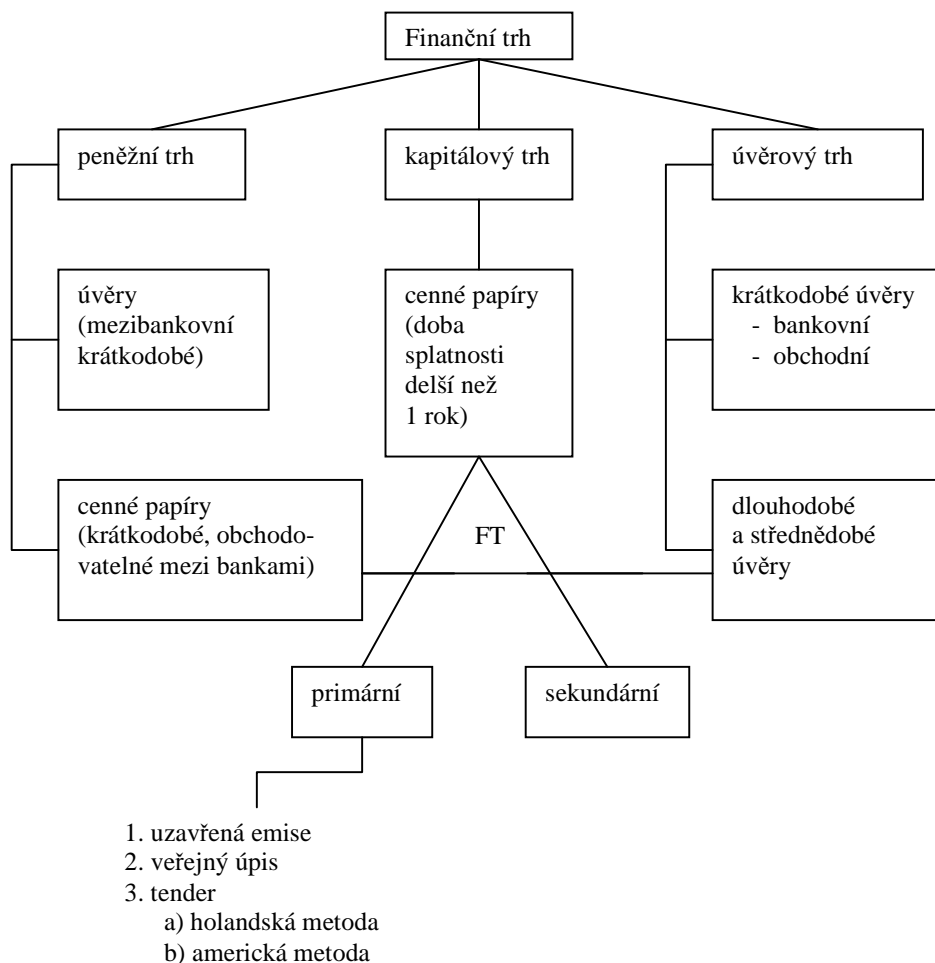 Finanční trh
peněžní trh
kapitálový trh
úvěrový trh
úvěry
(mezibankovní
krátkodobé)
cenné papíry
(doba
splatnosti
delší než
1 rok)
krátkodobé úvěry
- bankovní
- obchodní
cenné papíry
(krátkodobé, obchodo-
vatelné mezi bankami)
FT
dlouhodobé
a střednědobé
úvěry
primární
sekundární
1. uzavřená emise
2. veřejný úpis
3. tender
a) holandská metoda
b) americká metoda